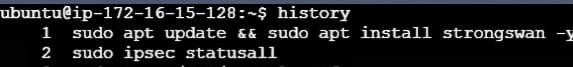 ubuntu@ip-172-16-15-128:~$ history
1 sudo apt update && sudo apt install strongswan -y
2 sudo ipsec statusall